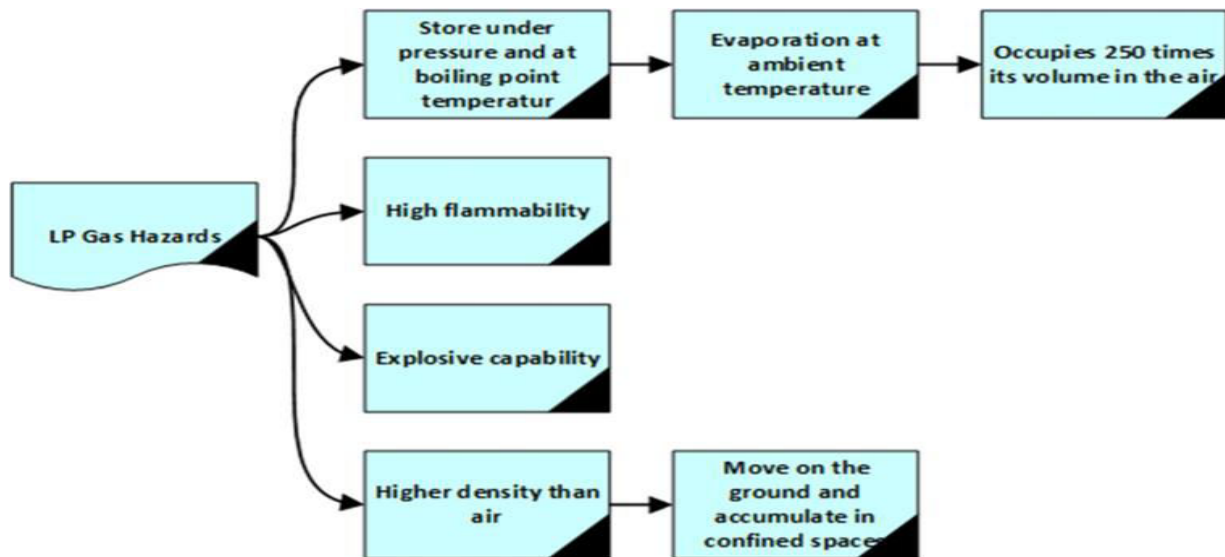 Store under
pressure and at
boiling point
temperatur
Evaporation at
ambient
temperature
Occupies 250 times
its volume in the air
LP Gas Hazards
High flammability
Explosive capability
Higher density than
air
Move on the
ground and
accumulate in
confined spaces